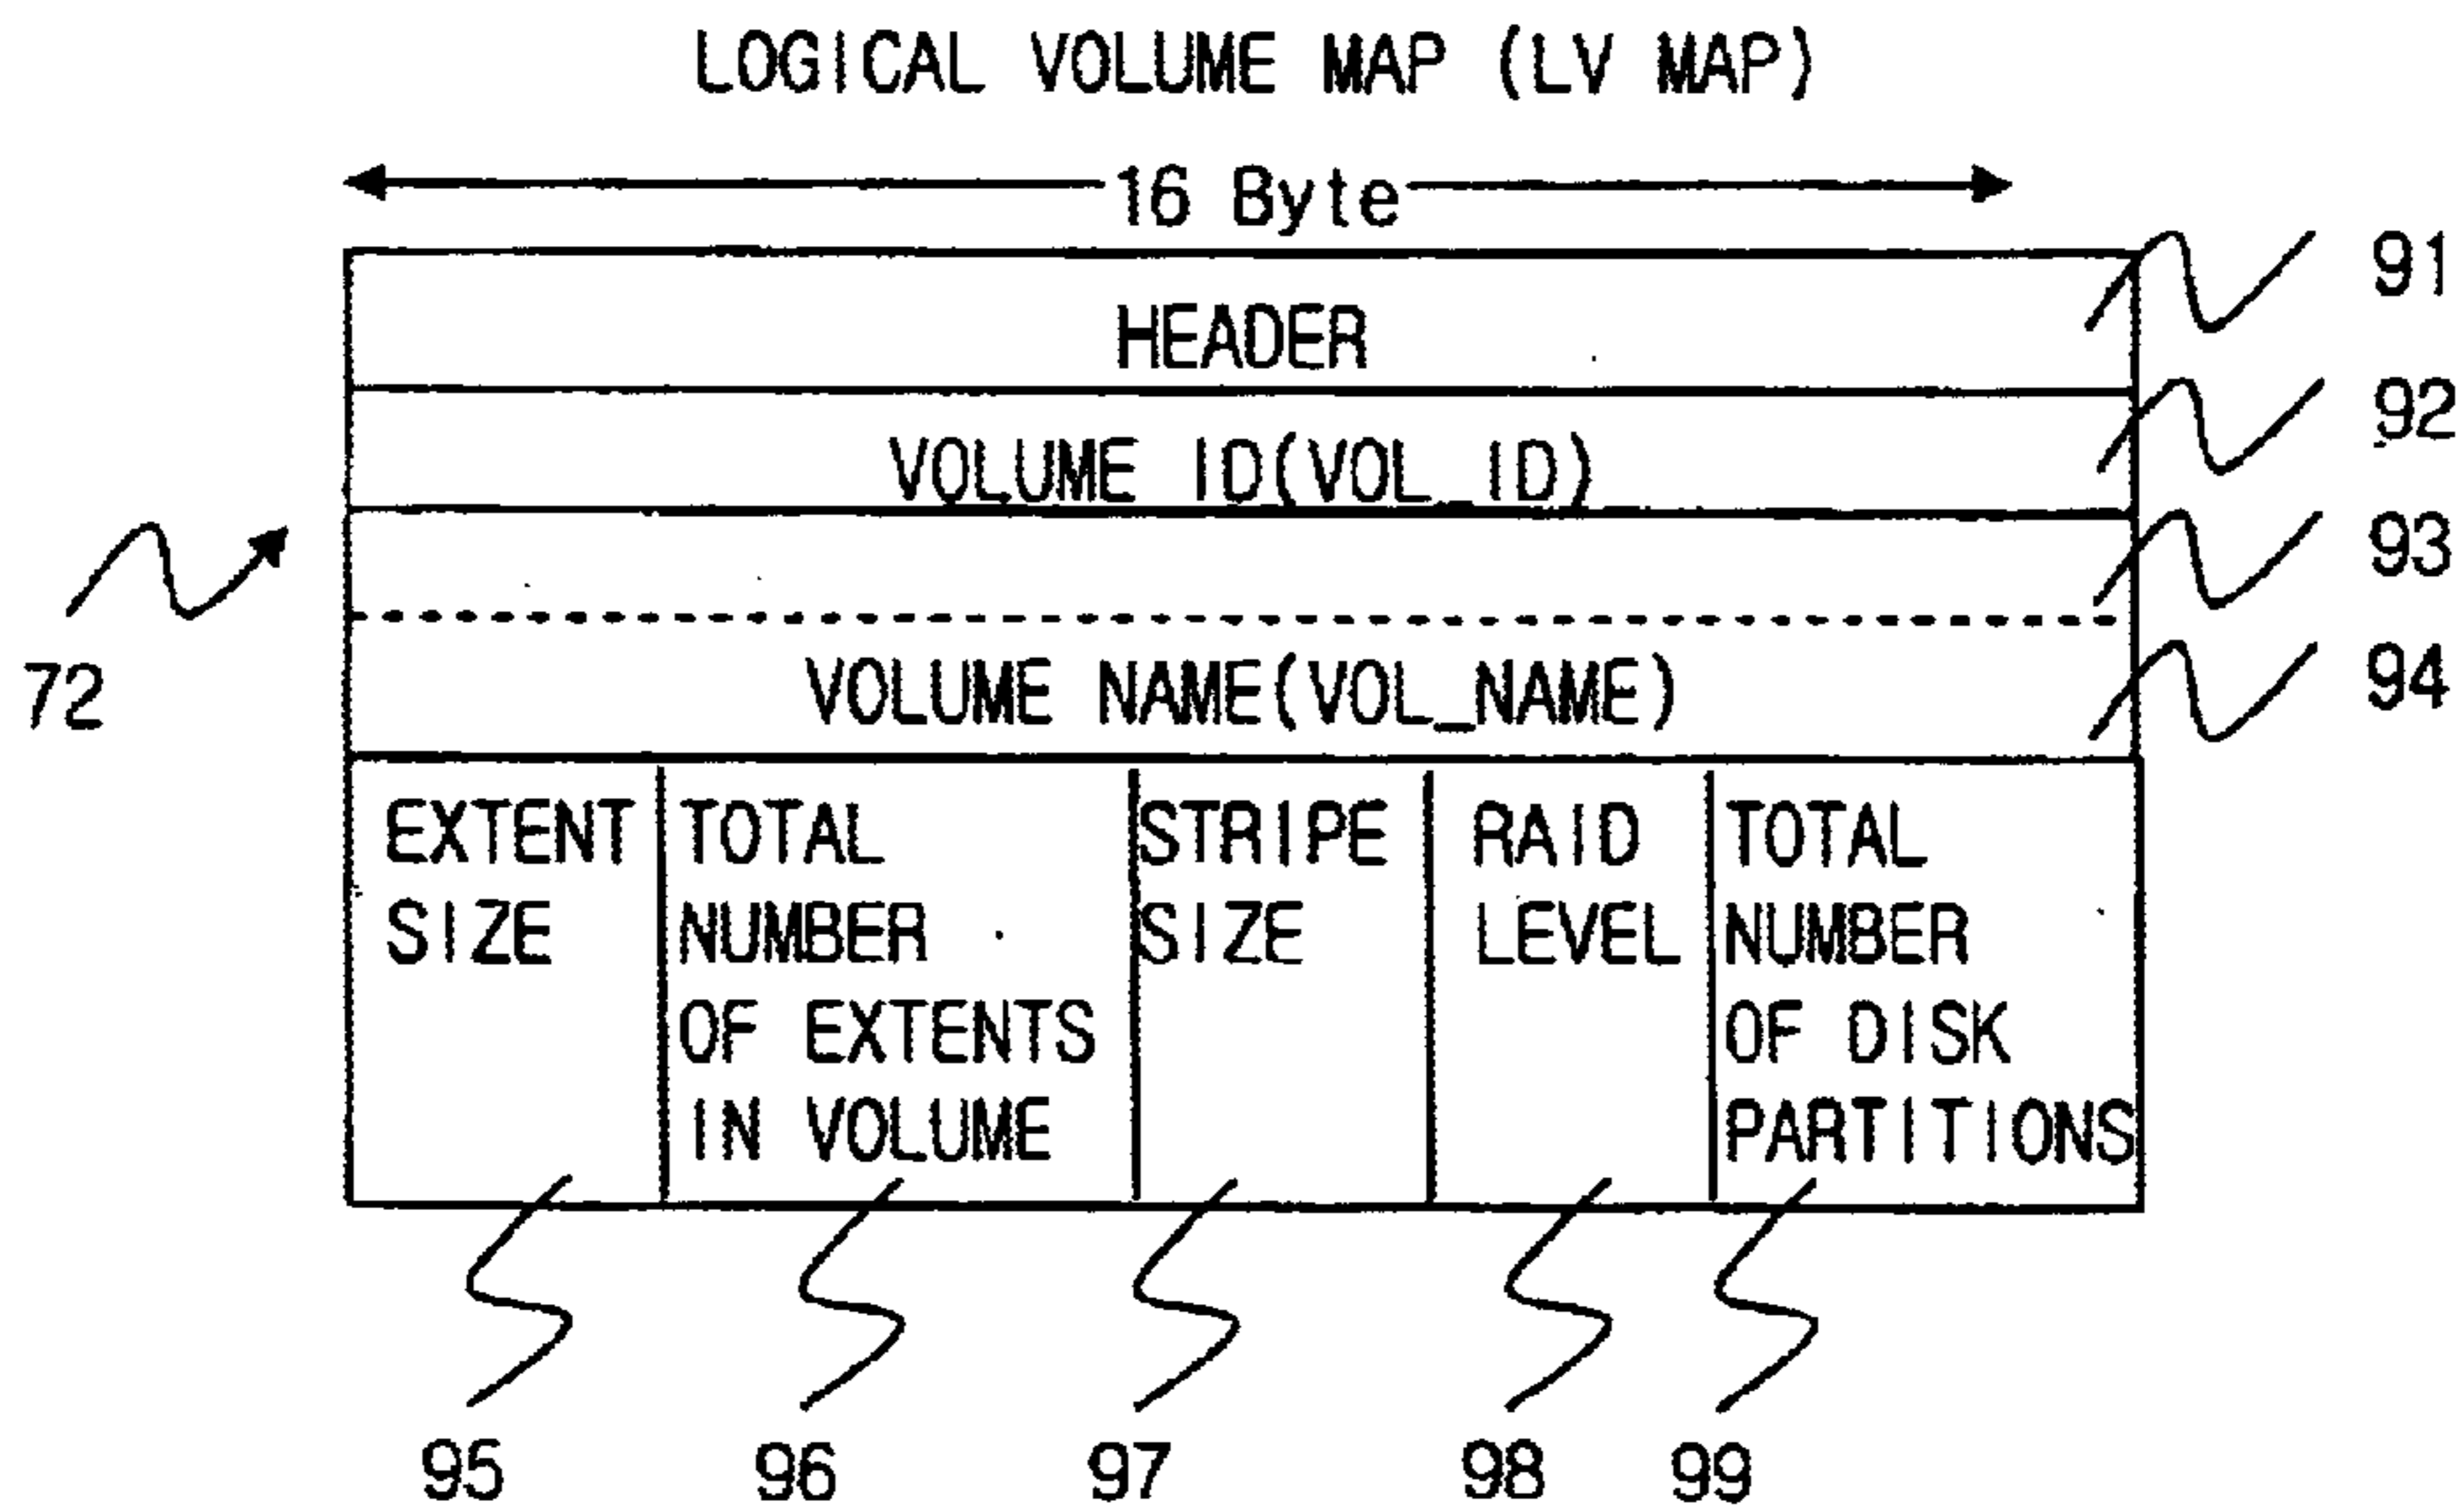 LOGICAL VOLUME MAP (LV MAP)
16 Byte
91
HEADER
92
VOLUME ID(VOL_ID)
93
72
VOLUME NAME(VOL_NAME)
94
EXTENT SIZE
TOTAL NUMBER OF EXTENTS IN VOLUME
STRIPE SIZE
RAID LEVEL
TOTAL NUMBER OF DISK PARTITIONS
95 96 97 98 99